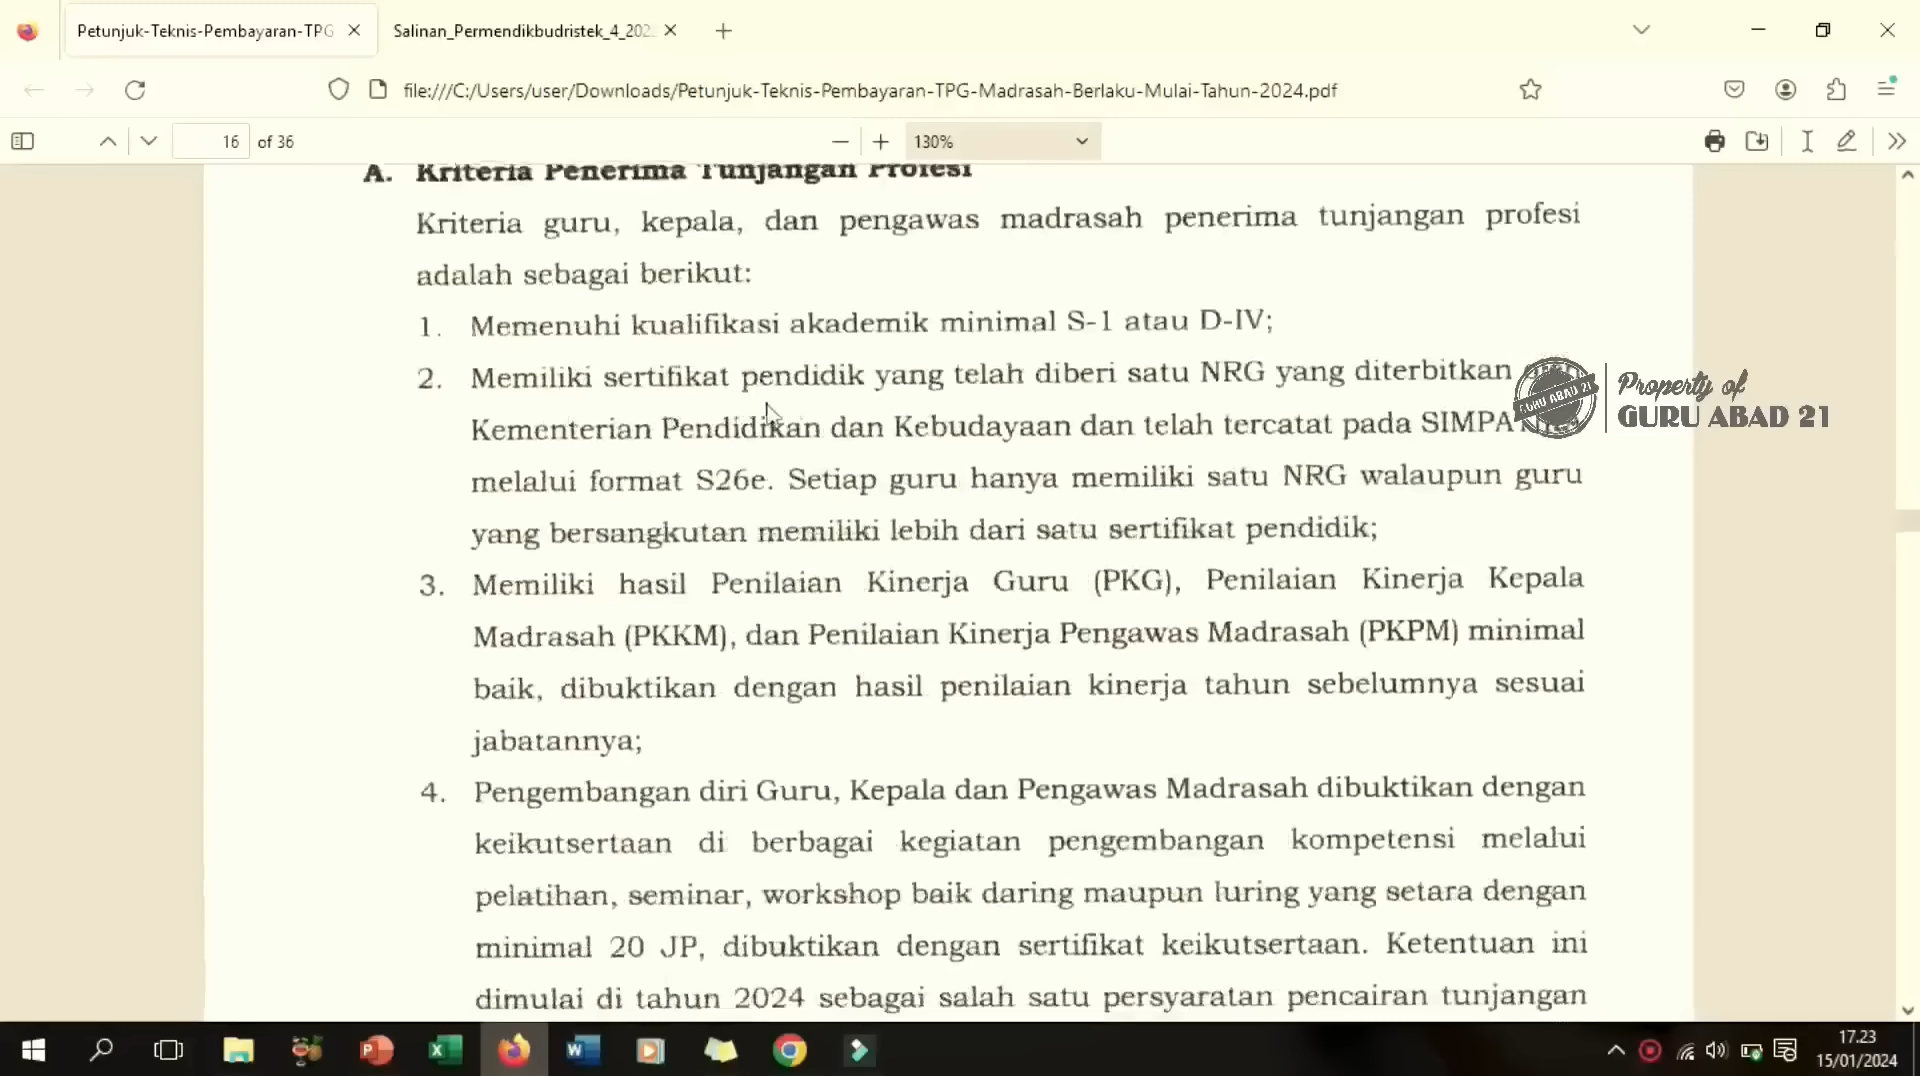 Petunjuk-Teknis-Pembayaran-TPG
Salinan_Permendikbudristek_4_202
file:///C:/Users/user/Downloads/Petunjuk-Teknis-Pembayaran-TPG-Madrasah-Berlaku-Mulai-Tahun-2024.pdf
16 of 36
130%
A. Kriteria Penerima Tunjangan Profesi
Kriteria guru, kepala, dan pengawas madrasah penerima tunjangan profesi
adalah sebagai berikut:
1. Memenuhi kualifikasi akademik minimal S-1 atau D-IV;
2. Memiliki sertifikat pendidik yang telah diberi satu NRG yang diterbitkan
Kementerian Pendidikan dan Kebudayaan dan telah tercatat pada
melalui format S26e. Setiap guru hanya memiliki satu NRG walaupun guru
yang bersangkutan memiliki lebih dari satu sertifikat pendidik;
3. Memiliki hasil Penilaian Kinerja Guru (PKG), Penilaian Kinerja Kepala
Madrasah (PKKM), dan Penilaian Kinerja Pengawas Madrasah (PKPM) minimal
baik, dibuktikan dengan hasil penilaian kinerja tahun sebelumnya sesuai
jabatannya;
4. Pengembangan diri Guru, Kepala dan Pengawas Madrasah dibuktikan dengan
keikutsertaan di berbagai kegiatan pengembangan kompetensi melalui
pelatihan, seminar, workshop baik daring maupun luring yang setara dengan
minimal 20 JP, dibuktikan dengan sertifikat keikutsertaan. Ketentuan ini
dimulai di tahun 2024 sebagai salah satu persyaratan pencairan tunjangan
GURU ABAD 21
Property of
GURU ABAD 21
17.23
15/01/2024